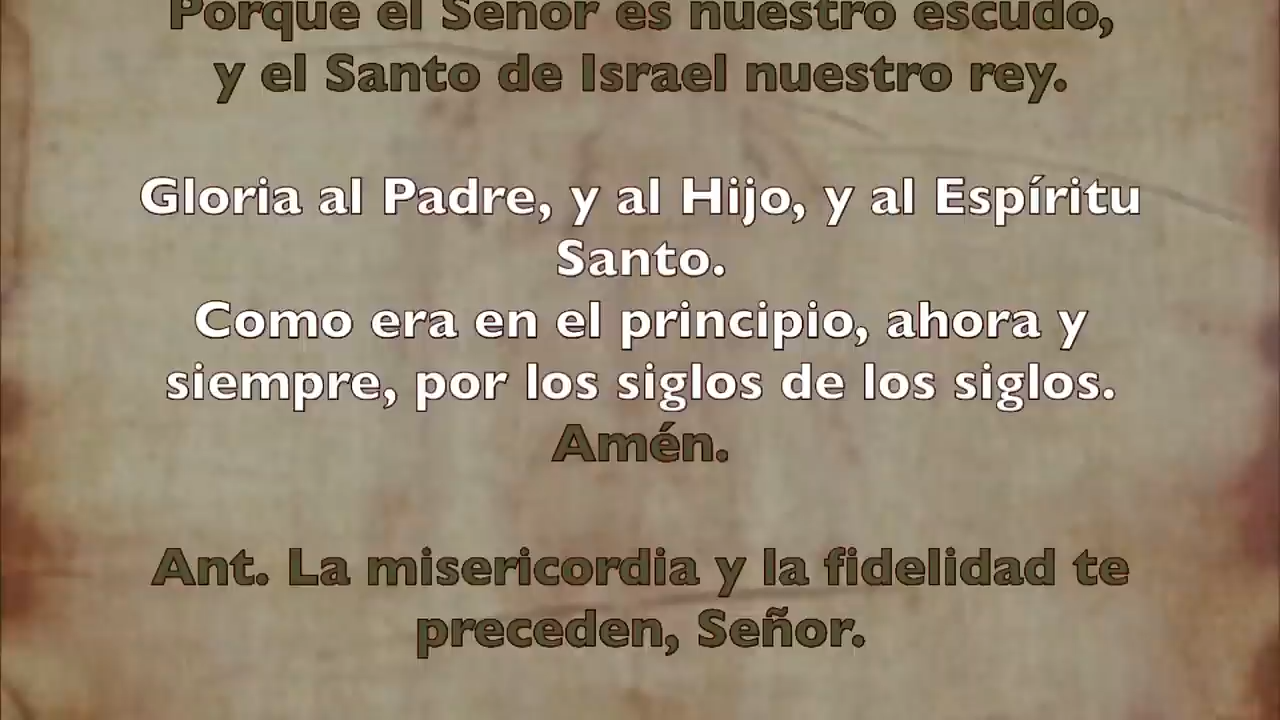 Porque el Señor es nuestro escudo,
y el Santo de Israel nuestro rey.
Gloria al Padre, y al Hijo, y al Espíritu
Santo.
Como era en el principio, ahora y
siempre, por los siglos de los siglos.
Amén.
Ant. La misericordia y la fidelidad te
preceden, Señor.